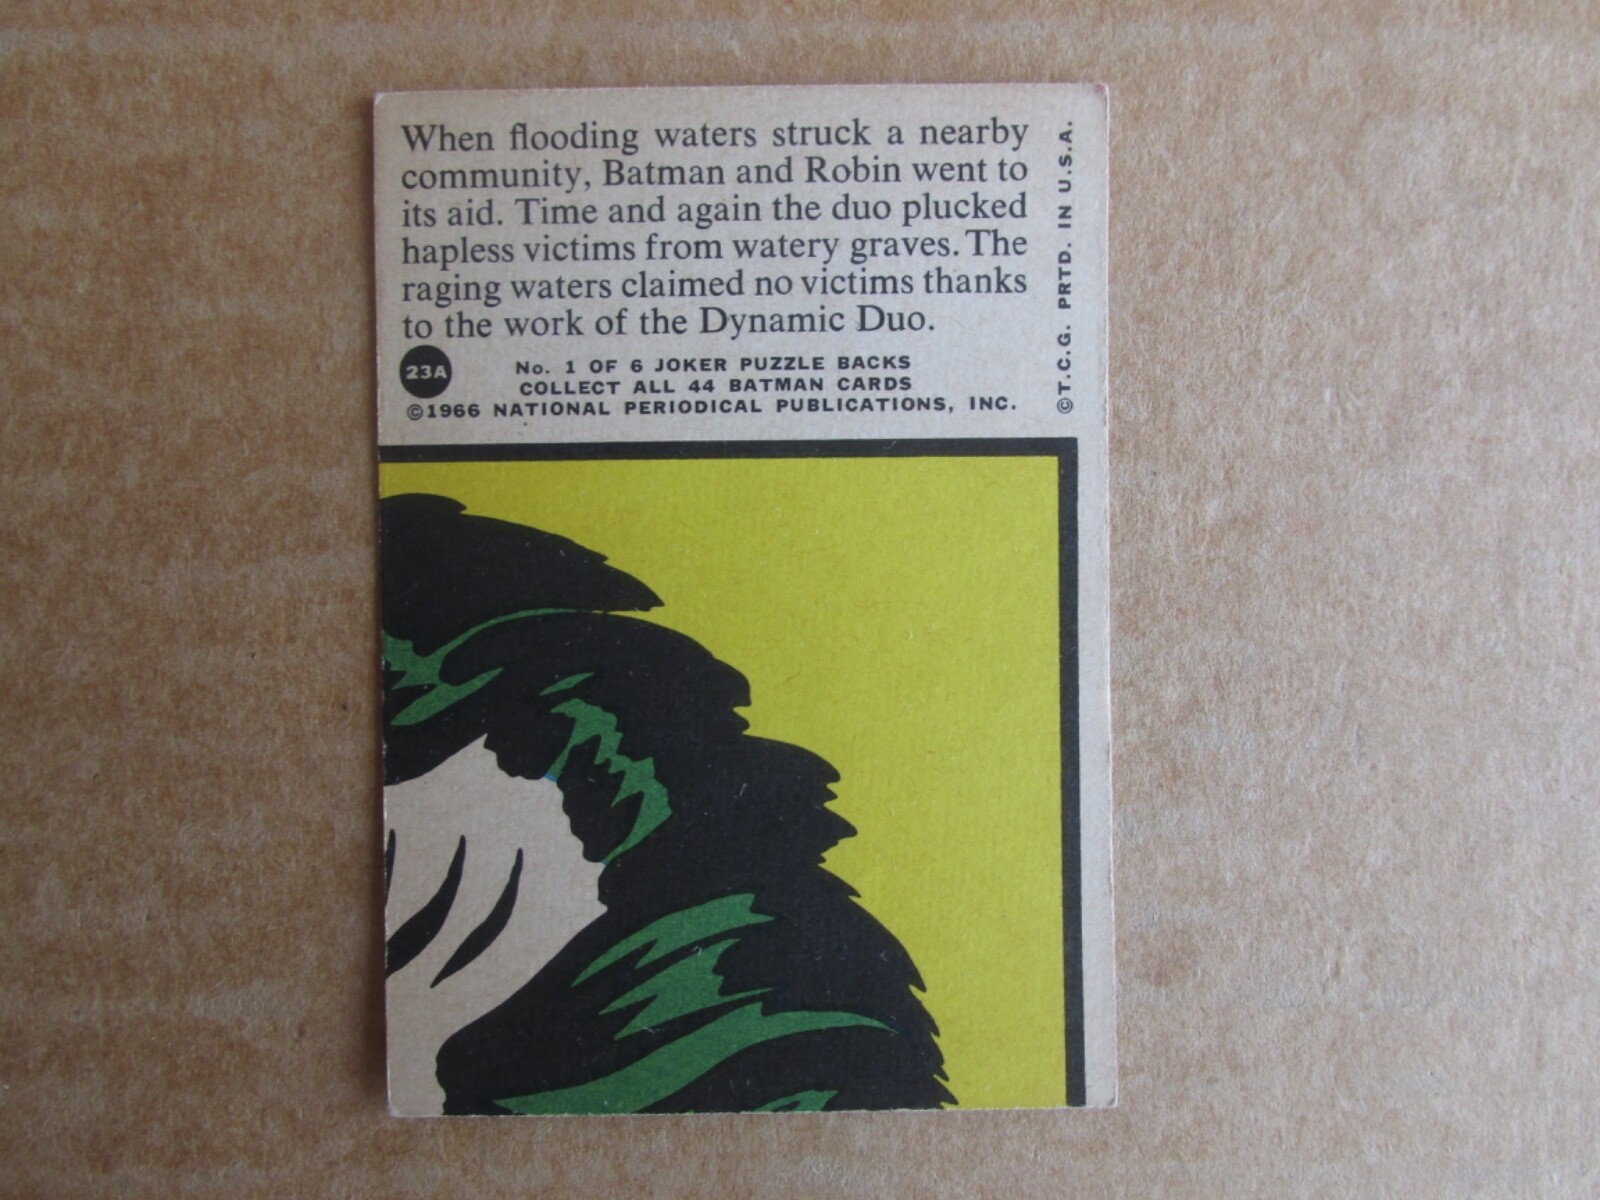 When flooding waters struck a nearby
community, Batman and Robin went to
its aid. Time and again the duo plucked
hapless victims from watery graves. The
raging waters claimed no victims thanks
to the work of the Dynamic Duo.
23A
No. 1 OF 6 JOKER PUZZLE BACKS
COLLECT ALL 44 BATMAN CARDS
©1966 NATIONAL PERIODICAL PUBLICATIONS, INC.
©T.C.G. PRTD. IN U.S.A.